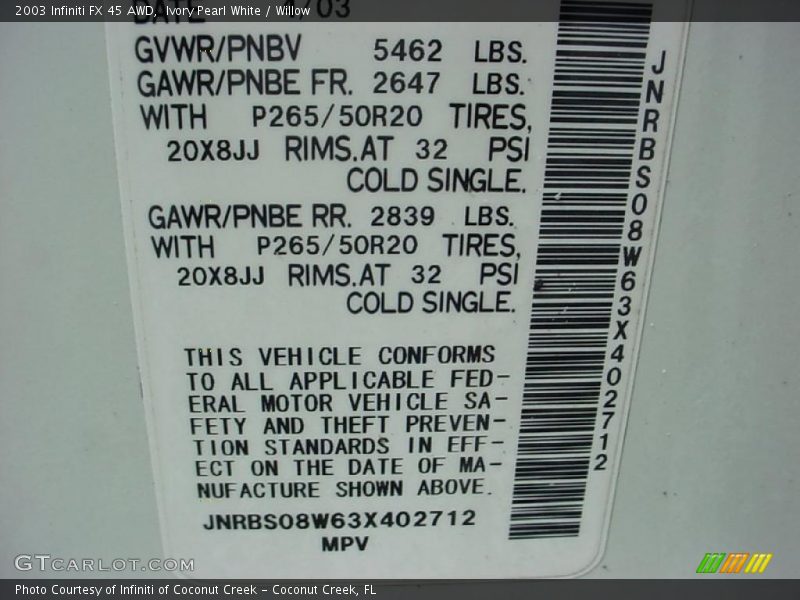 2003 Infiniti FX 45 AWD, Ivory Pearl White / Willow
DATE /03
GVWR/PNBV 5462 LBS.
GAWR/PNBE FR. 2647 LBS.
WITH P265/50R20 TIRES,
20X8JJ RIMS.AT 32 PSI
COLD SINGLE.
GAWR/PNBE RR. 2839 LBS.
WITH P265/50R20 TIRES,
20X8JJ RIMS.AT 32 PSI
COLD SINGLE.
THIS VEHICLE CONFORMS
TO ALL APPLICABLE FED-
ERAL MOTOR VEHICLE SA-
FETY AND THEFT PREVEN-
TION STANDARDS IN EFF-
ECT ON THE DATE OF MA-
NUFACTURE SHOWN ABOVE.
JNRBS08W63X402712
MPV
JNRBS08W63X402712
GTCARLOT.COM
Photo Courtesy of Infiniti of Coconut Creek - Coconut Creek, FL